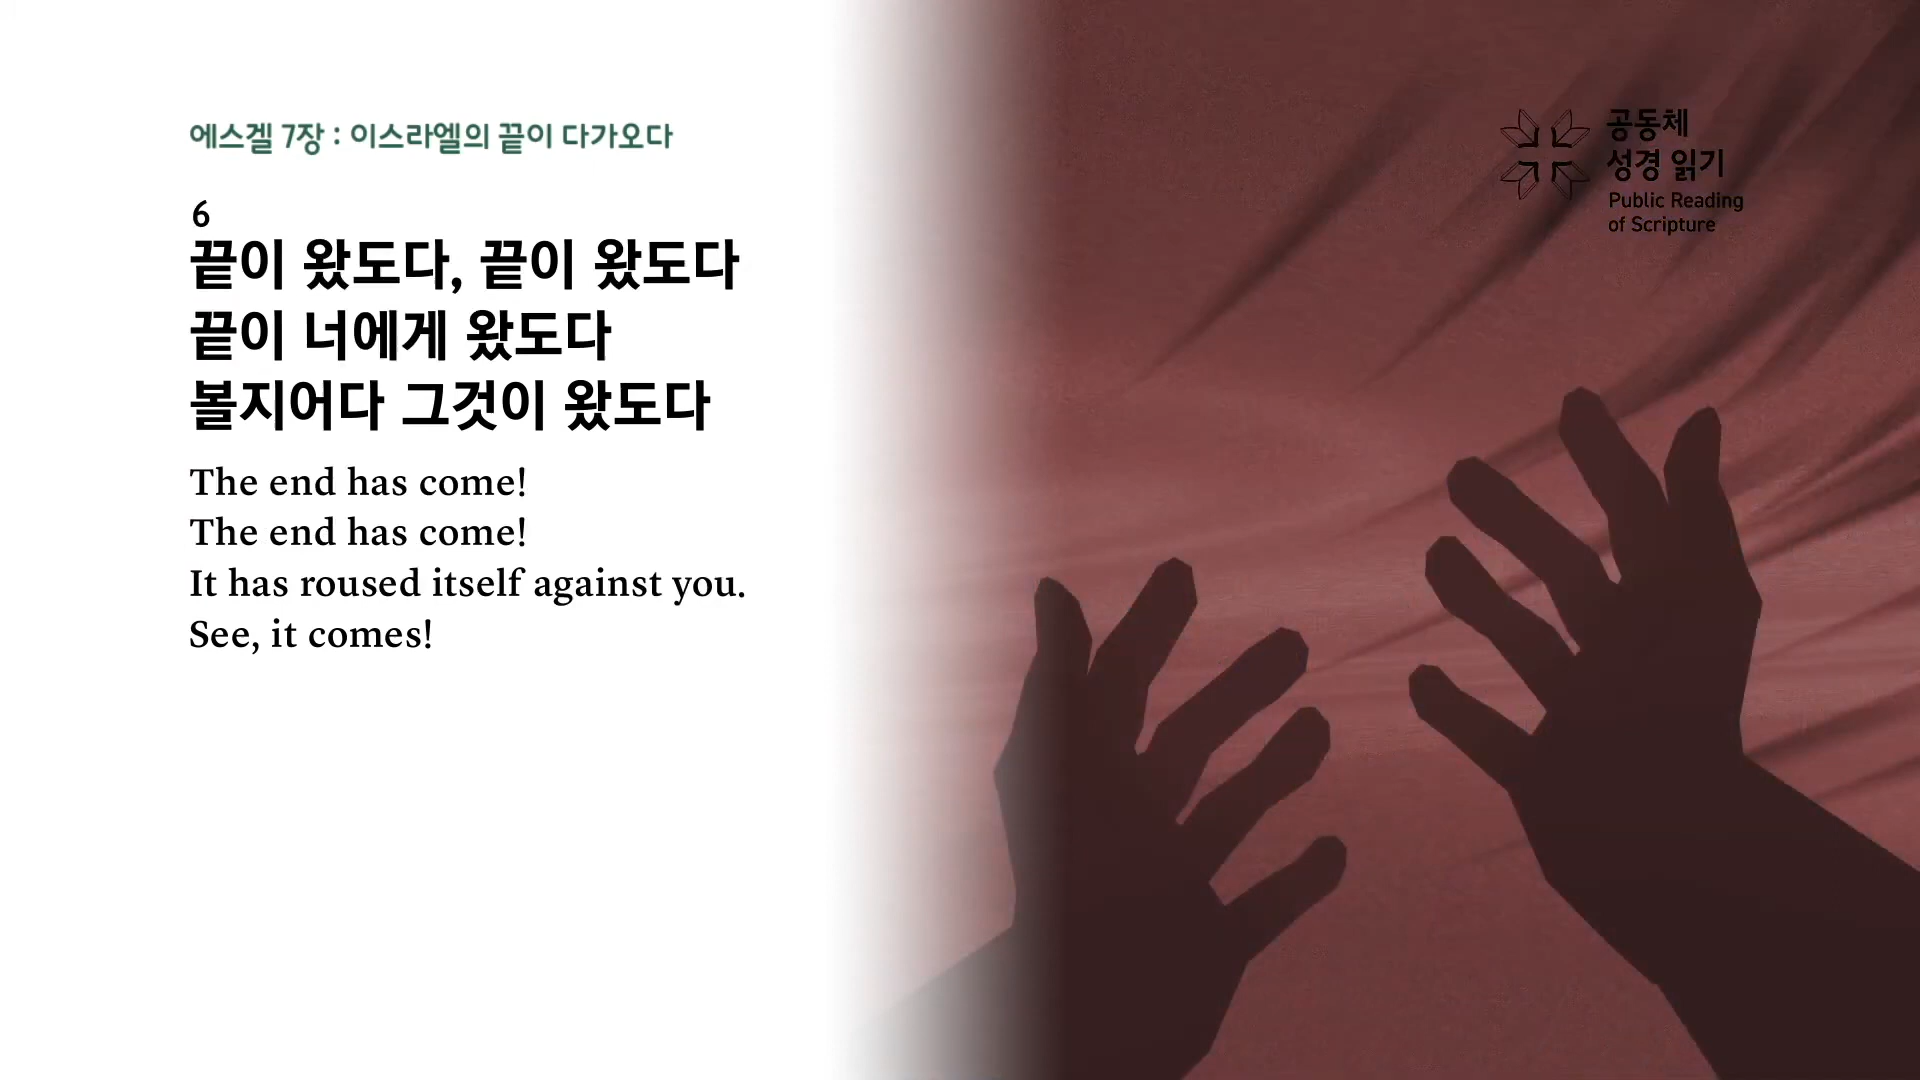 에스겔 7장 : 이스라엘의 끝이 다가오다
6
끝이 왔도다, 끝이 왔도다
끝이 너에게 왔도다
볼지어다 그것이 왔도다
The end has come!
The end has come!
It has roused itself against you.
See, it comes!
공동체
성경 읽기
Public Reading
of Scripture